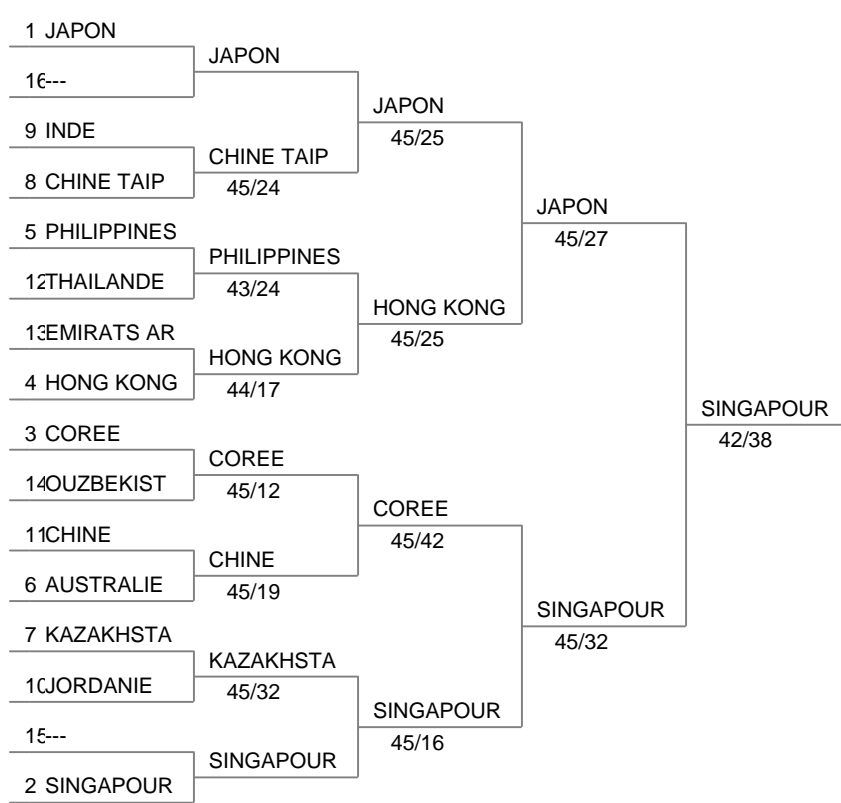 1 JAPON
16---
9 INDE
8 CHINE TAIP
5 PHILIPPINES
12THAILANDE
13EMIRATS AR
4 HONG KONG
3 COREE
14OUZBEKIST
11CHINE
6 AUSTRALIE
7 KAZAKHSTA
10JORDANIE
15---
2 SINGAPOUR
JAPON
CHINE TAIP
45/24
PHILIPPINES
43/24
HONG KONG
44/17
COREE
45/12
CHINE
45/19
KAZAKHSTA
45/32
SINGAPOUR
JAPON
45/25
HONG KONG
45/25
COREE
45/42
SINGAPOUR
45/16
JAPON
45/27
SINGAPOUR
45/32
SINGAPOUR
42/38